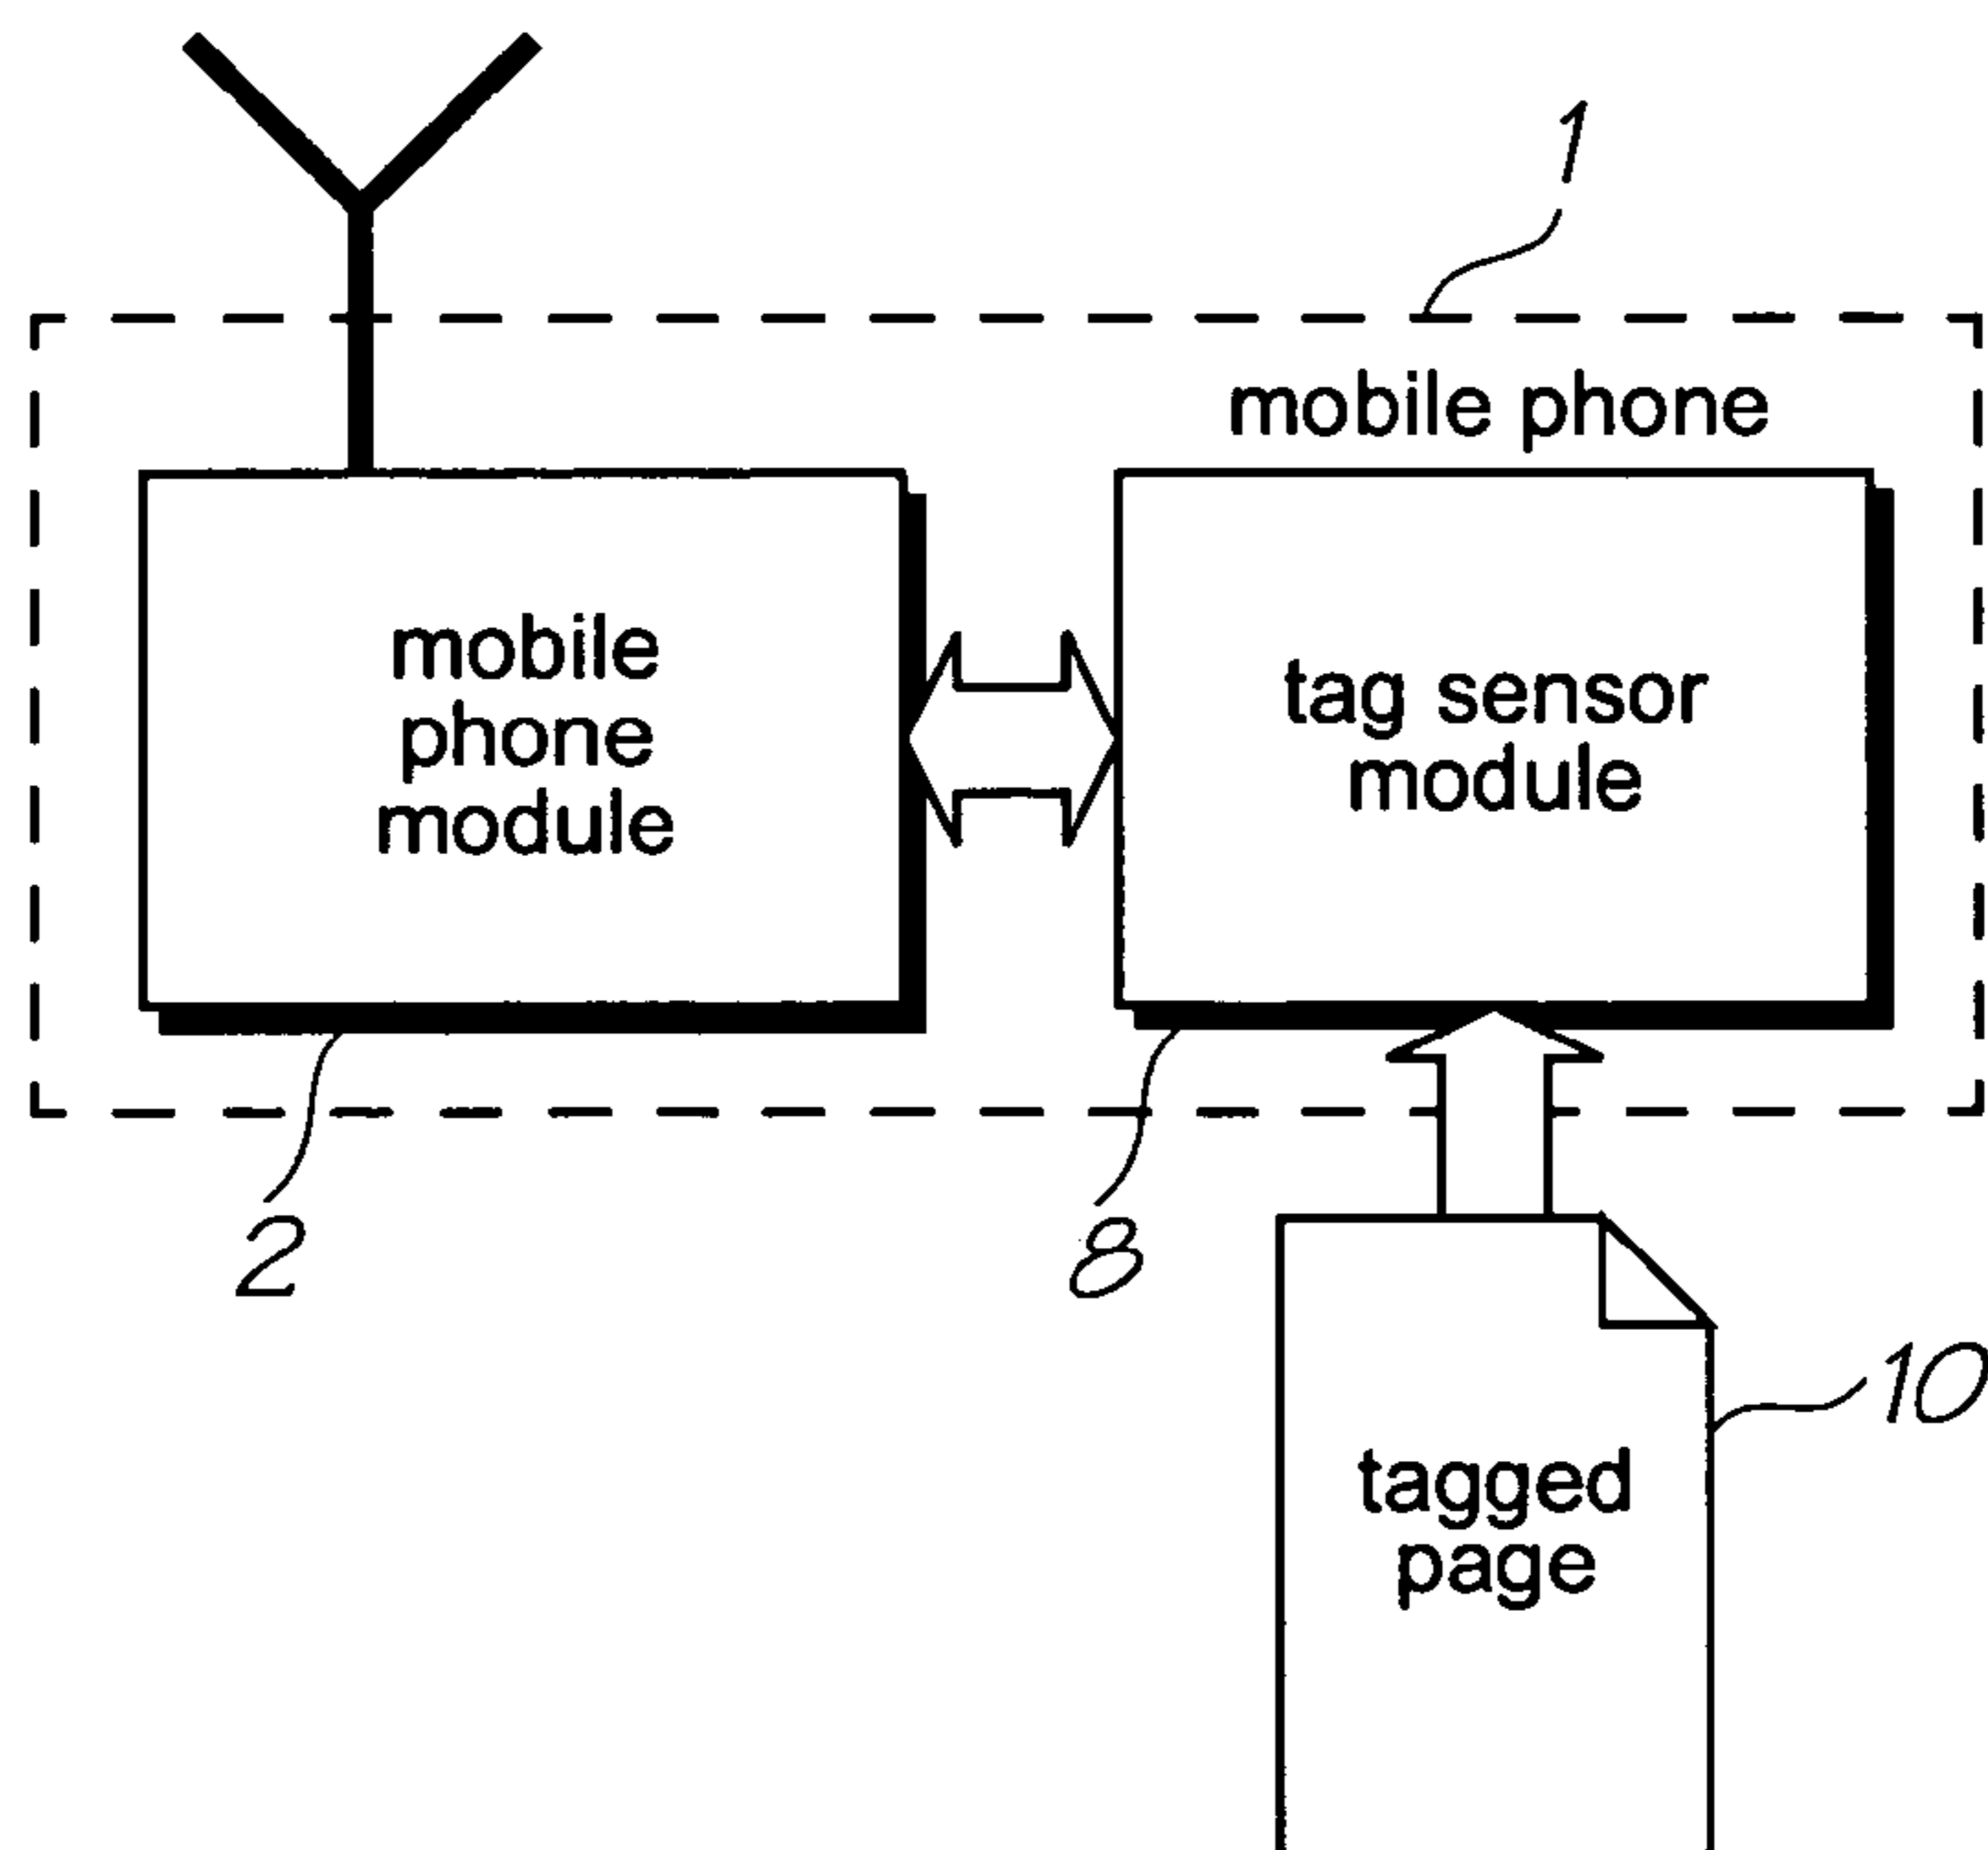 1
mobile phone
mobile
phone
module
tag sensor
module
2
8
10
tagged
page